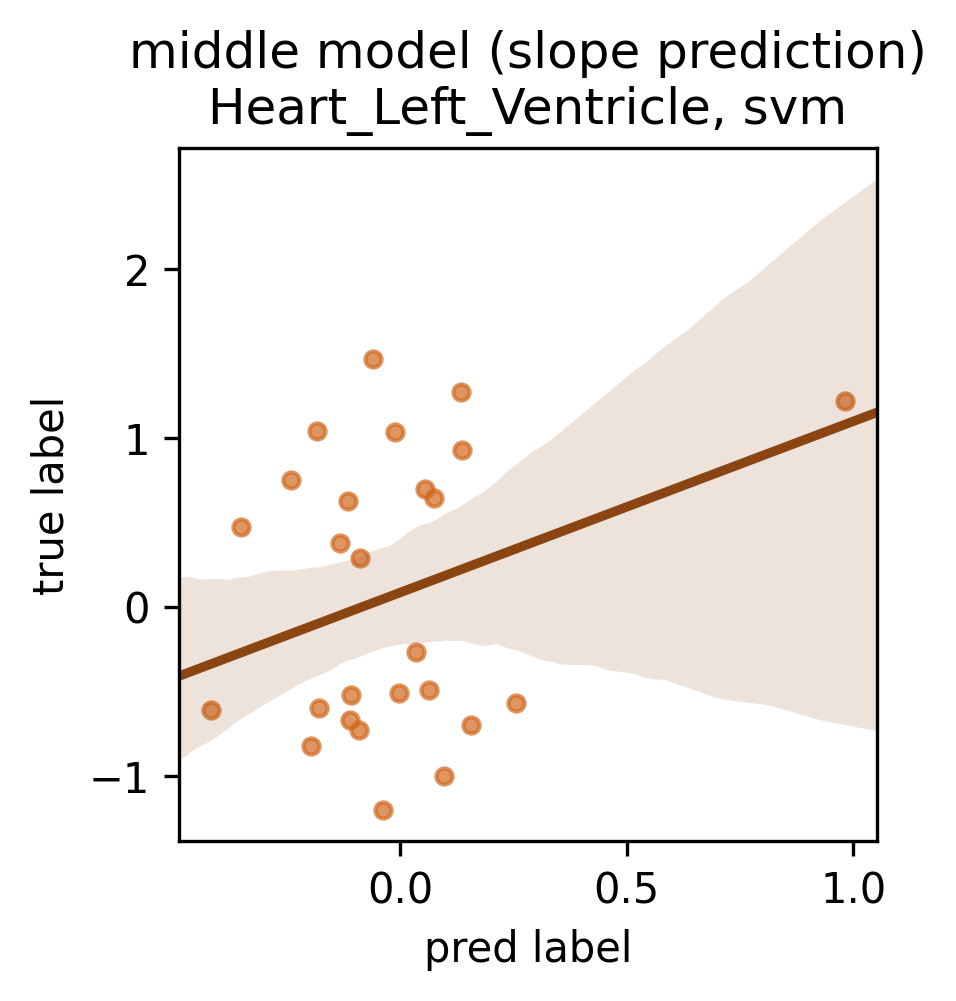 middle model (slope prediction)
Heart_Left_Ventricle, svm
2
1
0
−1
true label
0.0 0.5 1.0
pred label